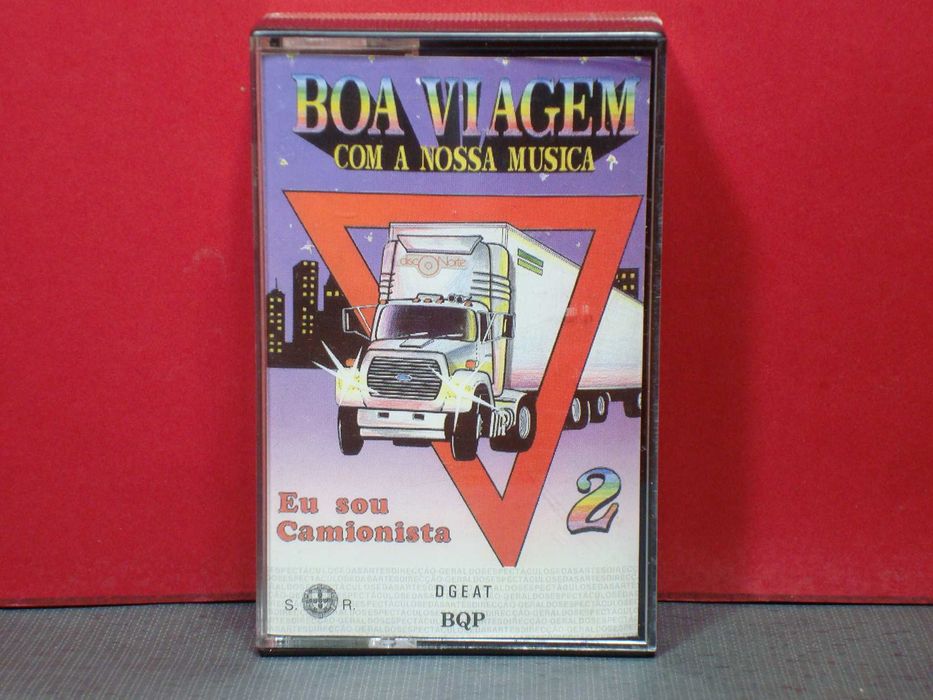 BOA VIAGEM
COM A NOSSA MUSICA
disco Norte
Eu sou
Camionista
2
DGEAT
S. R.
BQP